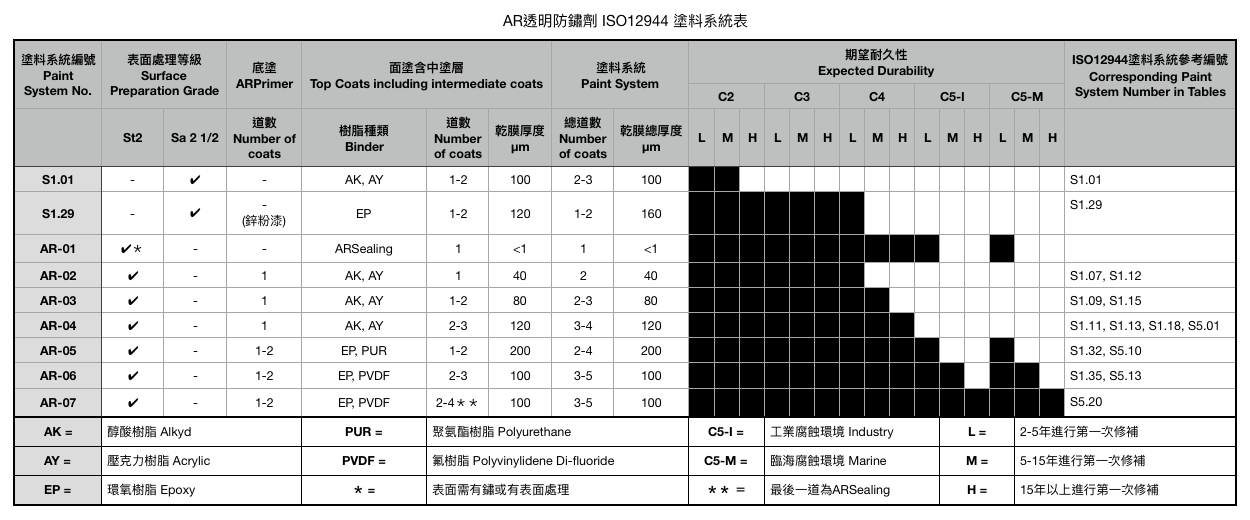 AR透明防鏽劑 ISO12944 塗料系統表
塗料系統編號 Paint System No.
表面處理等級 Surface Preparation Grade
底塗 ARPrimer
面塗含中塗層 Top Coats including intermediate coats
塗料系統 Paint System
期望耐久性 Expected Durability
ISO12944塗料系統參考編號 Corresponding Paint System Number in Tables
C2 C3 C4 C5-I C5-M
St2 Sa 2 1/2 道數 Number of coats 樹脂種類 Binder 道數 Number of coats 乾膜厚度 μm 總道數 Number of coats 乾膜總厚度 μm L M H L M H L M H L M H L M H
S1.01 - ✔ - AK, AY 1-2 100 2-3 100 S1.01
S1.29 - ✔ - (鋅粉漆) EP 1-2 120 1-2 160 S1.29
AR-01 ✔* - - ARSealing 1 <1 1 <1
AR-02 ✔ - 1 AK, AY 1 40 2 40 S1.07, S1.12
AR-03 ✔ - 1 AK, AY 1-2 80 2-3 80 S1.09, S1.15
AR-04 ✔ - 1 AK, AY 2-3 120 3-4 120 S1.11, S1.13, S1.18, S5.01
AR-05 ✔ - 1-2 EP, PUR 1-2 200 2-4 200 S1.32, S5.10
AR-06 ✔ - 1-2 EP, PVDF 2-3 100 3-5 100 S1.35, S5.13
AR-07 ✔ - 1-2 EP, PVDF 2-4** 100 3-5 100 S5.20
AK = 醇酸樹脂 Alkyd PUR = 聚氨酯樹脂 Polyurethane C5-I = 工業腐蝕環境 Industry L = 2-5年進行第一次修補
AY = 壓克力樹脂 Acrylic PVDF = 氟樹脂 Polyvinylidene Di-fluoride C5-M = 臨海腐蝕環境 Marine M = 5-15年進行第一次修補
EP = 環氧樹脂 Epoxy * = 表面需有鏽或有表面處理 ** = 最後一道為ARSealing H = 15年以上進行第一次修補